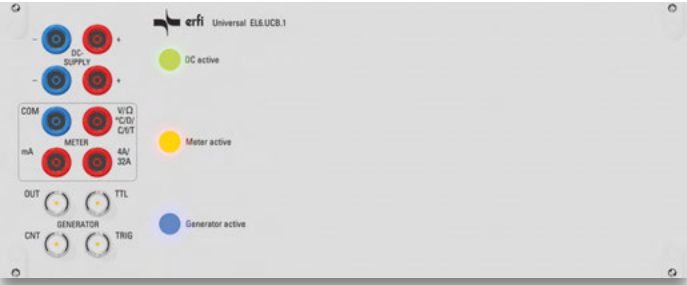 erfi Universal EL6.UCB.1
- +
DC-
SUPPLY
- +
DC active
COM V/Ω
°C/D/
C/f/T
METER
mA 4A/
32A
Meter active
OUT TTL
GENERATOR
CNT TRIG
Generator active